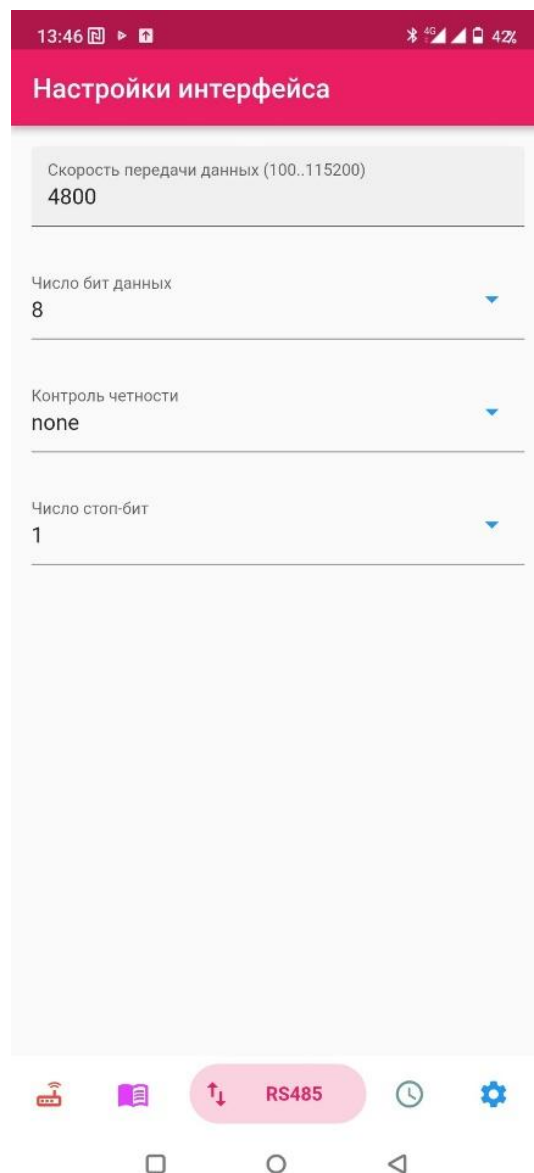 13:46
4G
42%
Настройки интерфейса
Скорость передачи данных (100..115200)
4800
Число бит данных
8
Контроль четности
none
Число стоп-бит
1
RS485